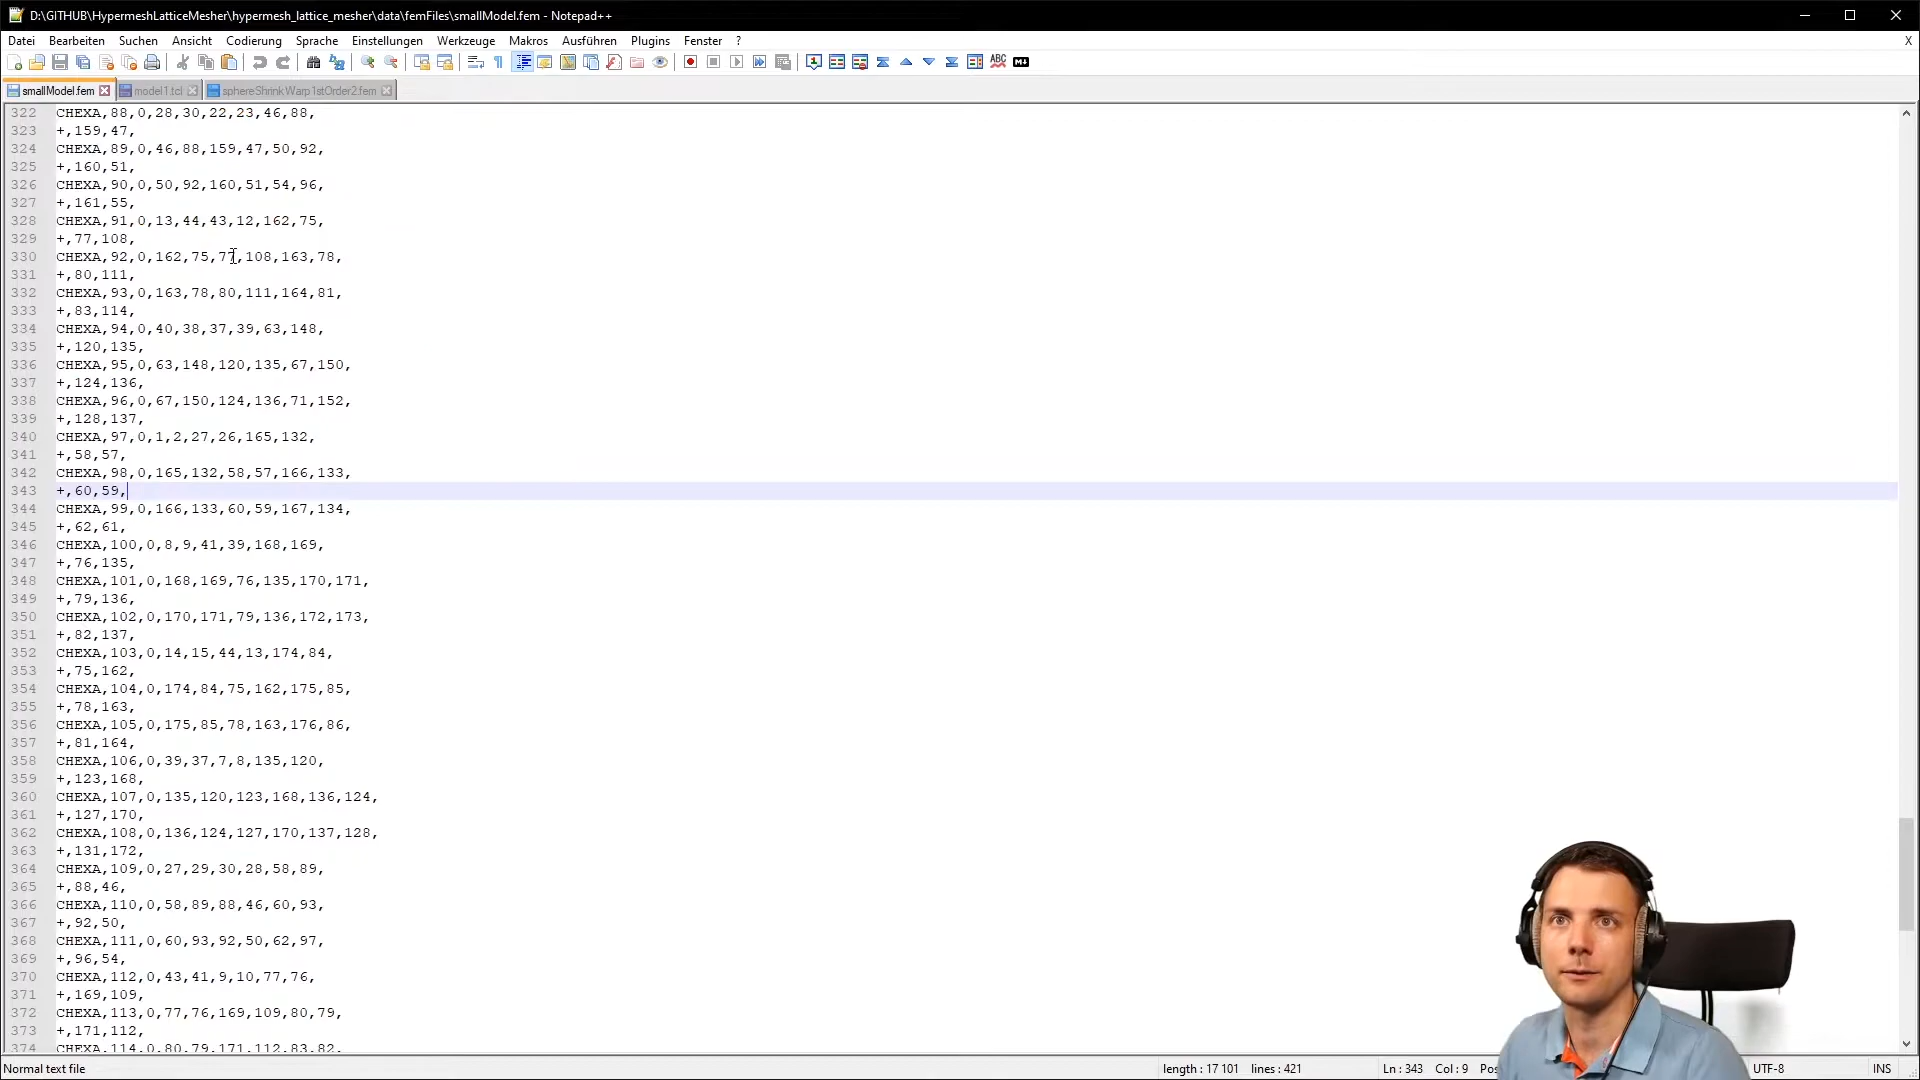 D:\GITHUB\HypermeshLatticeMesher\hypermesh_lattice_mesher\data\femFiles\smallModel.fem - Notepad++
Datei Bearbeiten Suchen Ansicht Codierung Sprache Einstellungen Werkzeuge Makros Ausführen Plugins Fenster ? X
smallModel.fem model1.tcl sphereShrinkWarp1stOrder2.fem
322 CHEXA,88,0,28,30,22,23,46,88,
323 +,159,47,
324 CHEXA,89,0,46,88,159,47,50,92,
325 +,160,51,
326 CHEXA,90,0,50,92,160,51,54,96,
327 +,161,55,
328 CHEXA,91,0,13,44,43,12,162,75,
329 +,77,108,
330 CHEXA,92,0,162,75,77,108,163,78,
331 +,80,111,
332 CHEXA,93,0,163,78,80,111,164,81,
333 +,83,114,
334 CHEXA,94,0,40,38,37,39,63,148,
335 +,120,135,
336 CHEXA,95,0,63,148,120,135,67,150,
337 +,124,136,
338 CHEXA,96,0,67,150,124,136,71,152,
339 +,128,137,
340 CHEXA,97,0,1,2,27,26,165,132,
341 +,58,57,
342 CHEXA,98,0,165,132,58,57,166,133,
343 +,60,59,
344 CHEXA,99,0,166,133,60,59,167,134,
345 +,62,61,
346 CHEXA,100,0,8,9,41,39,168,169,
347 +,76,135,
348 CHEXA,101,0,168,169,76,135,170,171,
349 +,79,136,
350 CHEXA,102,0,170,171,79,136,172,173,
351 +,82,137,
352 CHEXA,103,0,14,15,44,13,174,84,
353 +,75,162,
354 CHEXA,104,0,174,84,75,162,175,85,
355 +,78,163,
356 CHEXA,105,0,175,85,78,163,176,86,
357 +,81,164,
358 CHEXA,106,0,39,37,7,8,135,120,
359 +,123,168,
360 CHEXA,107,0,135,120,123,168,136,124,
361 +,127,170,
362 CHEXA,108,0,136,124,127,170,137,128,
363 +,131,172,
364 CHEXA,109,0,27,29,30,28,58,89,
365 +,88,46,
366 CHEXA,110,0,58,89,88,46,60,93,
367 +,92,50,
368 CHEXA,111,0,60,93,92,50,62,97,
369 +,96,54,
370 CHEXA,112,0,43,41,9,10,77,76,
371 +,169,109,
372 CHEXA,113,0,77,76,169,109,80,79,
373 +,171,112,
374 CHEXA,114,0,80,79,171,112,83,82,
Normal text file length : 17 101 lines : 421 Ln : 343 Col : 9 Pos UTF-8 INS